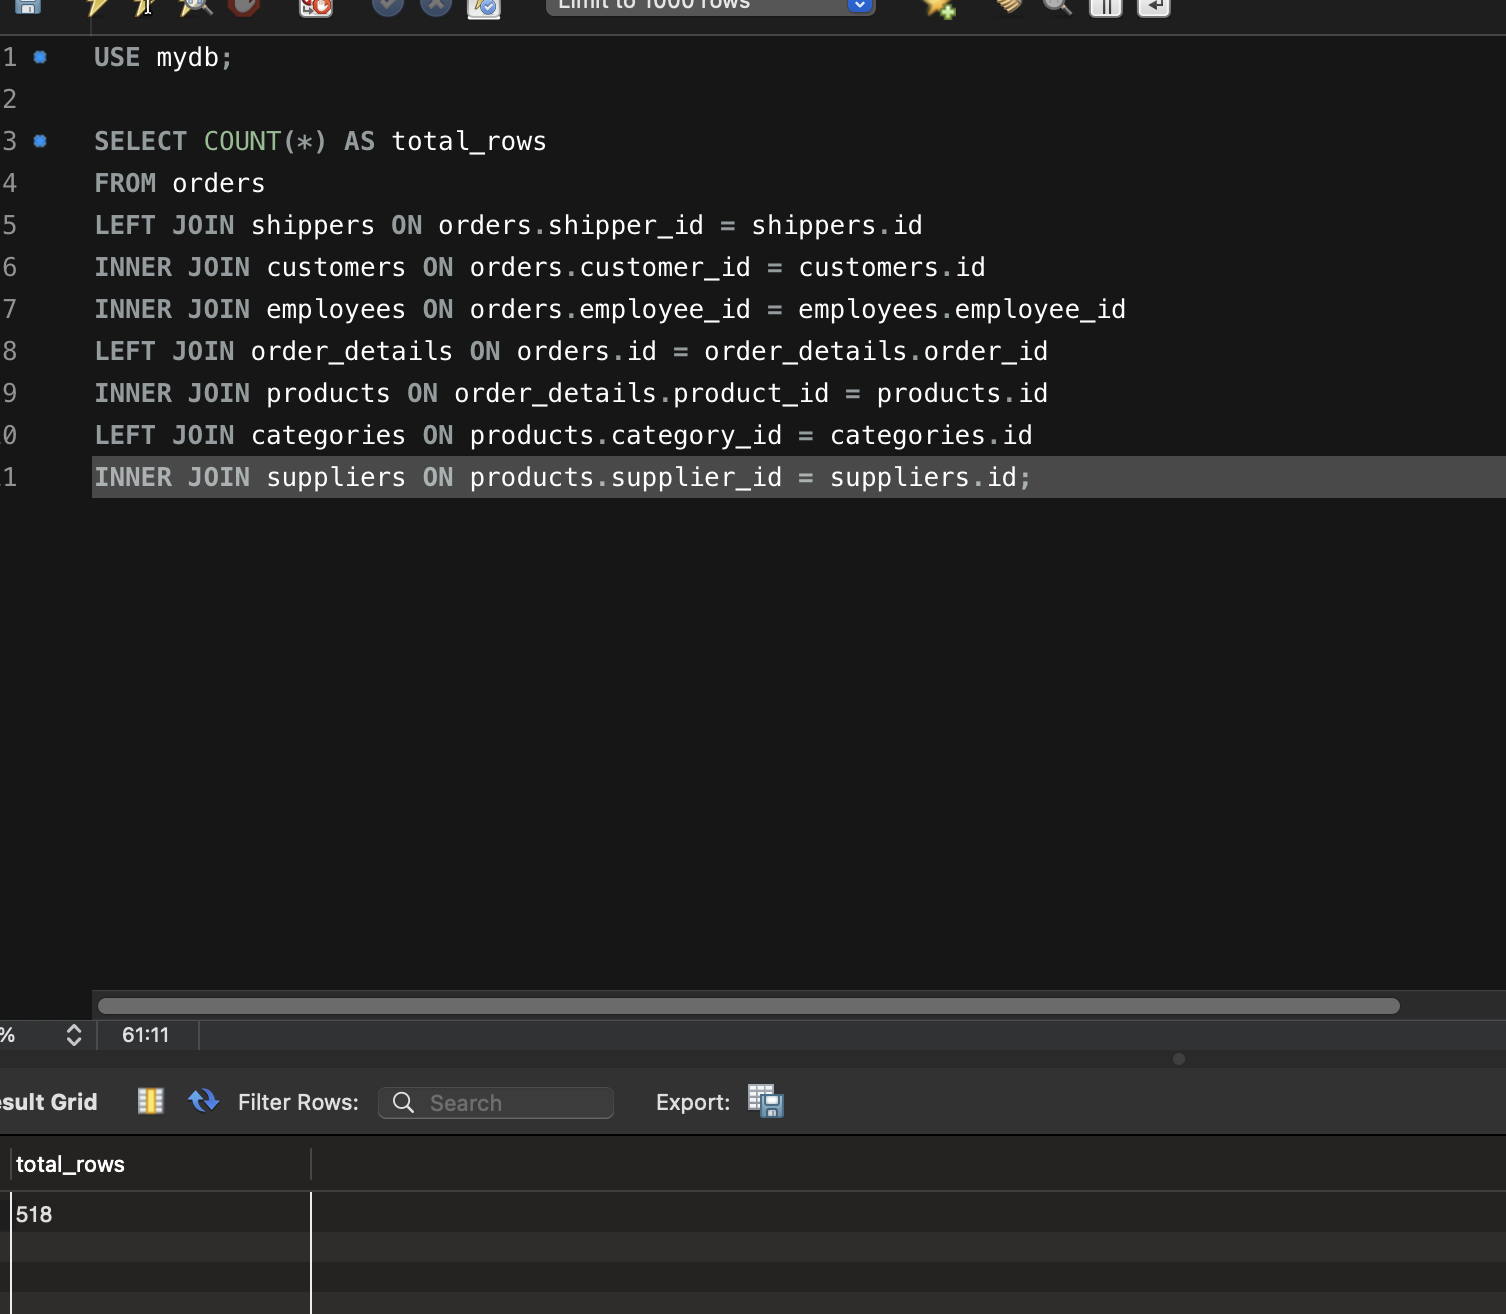 Limit to 1000 rows
1 USE mydb;
2
3 SELECT COUNT(*) AS total_rows
4 FROM orders
5 LEFT JOIN shippers ON orders.shipper_id = shippers.id
6 INNER JOIN customers ON orders.customer_id = customers.id
7 INNER JOIN employees ON orders.employee_id = employees.employee_id
8 LEFT JOIN order_details ON orders.id = order_details.order_id
9 INNER JOIN products ON order_details.product_id = products.id
0 LEFT JOIN categories ON products.category_id = categories.id
1 INNER JOIN suppliers ON products.supplier_id = suppliers.id;
% 61:11
esult Grid Filter Rows: Search Export:
total_rows
518